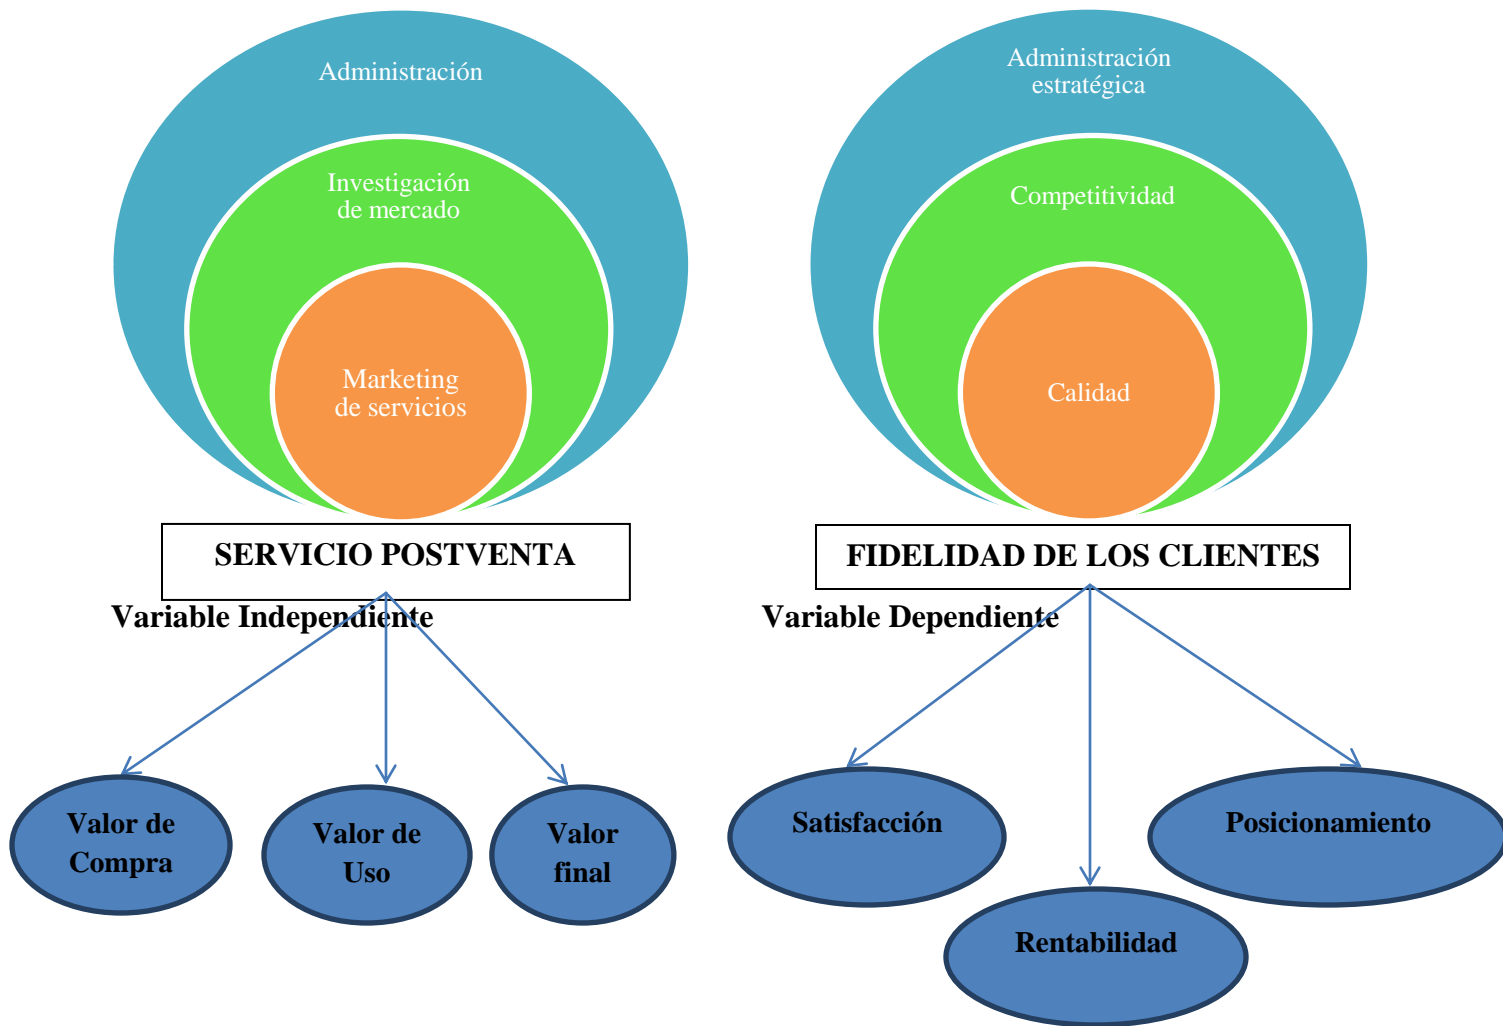 Administración
Investigación
de mercado
Marketing
de servicios
SERVICIO POSTVENTA
Variable Independiente
Valor de
Compra
Valor de
Uso
Valor
final
Administración
estratégica
Competitividad
Calidad
FIDELIDAD DE LOS CLIENTES
Variable Dependiente
Satisfacción
Rentabilidad
Posicionamiento